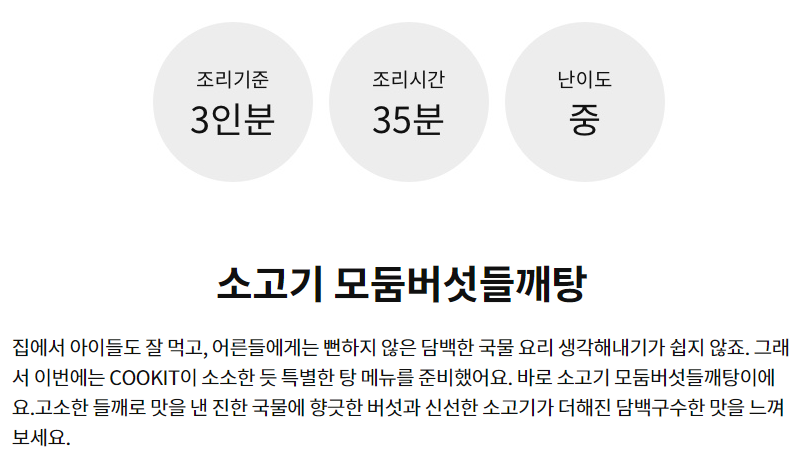 조리기준
3인분
조리시간
35분
난이도
중
소고기 모둠버섯들깨탕
집에서 아이들도 잘 먹고, 어른들에게는 뻔하지 않은 담백한 국물 요리 생각해내기가 쉽지 않죠. 그래
서 이번에는 COOKIT이 소소한 듯 특별한 탕 메뉴를 준비했어요. 바로 소고기 모둠버섯들깨탕이에
요.고소한 들깨로 맛을 낸 진한 국물에 향긋한 버섯과 신선한 소고기가 더해진 담백구수한 맛을 느껴
보세요.